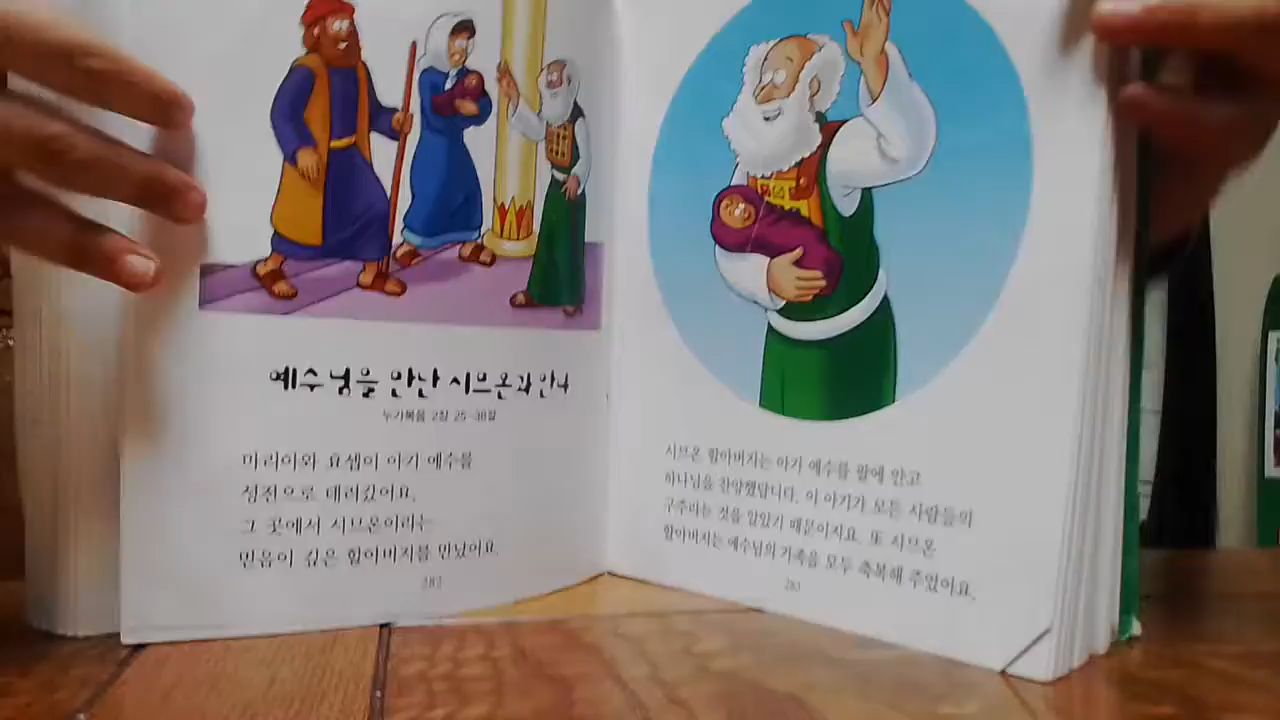 예수님을 만난 시므온과 안나
누가복음 2장 25-38절
마리아와 요셉이 아기 예수를
성전으로 데려갔어요.
그 곳에서 시므온이라는
믿음이 깊은 할아버지를 만났어요.
282
시므온 할아버지는 아기 예수를 팔에 안고
하나님을 찬양했답니다. 이 아기가 모든 사람들의
구주라는 것을 알았기 때문이지요. 또 시므온
할아버지는 예수님의 가족을 모두 축복해 주었어요.
283